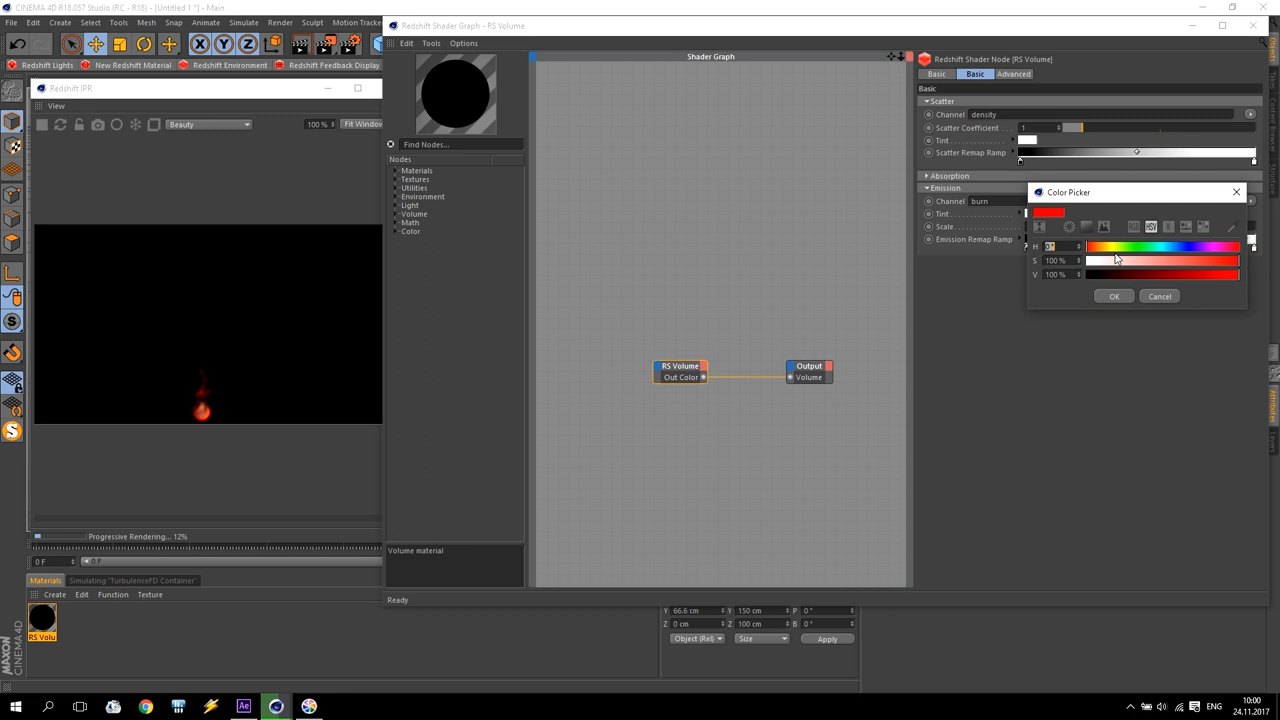 CINEMA 4D R18.057 Studio (RC - R18) - [Untitled 1 *] - Main
File Edit Create Select Tools Mesh Snap Animate Simulate Render Sculpt Motion Tracker
Redshift Shader Graph - RS Volume
Edit Tools Options
X Y Z
Redshift Lights New Redshift Material Redshift Environment Redshift Feedback Display
Redshift IPR
View
Beauty 100 % Fit Window
Find Nodes...
Nodes
Materials
Textures
Utilities
Environment
Light
Volume
Math
Color
Shader Graph
RS Volume
Out Color
Output
Volume
Redshift Shader Node [RS Volume]
Basic Basic Advanced
Basic
Scatter
Channel density
Scatter Coefficient 1
Tint
Scatter Remap Ramp
Absorption
Emission
Channel burn
Tint
Scale
Emission Remap Ramp
Color Picker
H 0°
S 100 %
V 100 %
OK Cancel
Progressive Rendering... 12%
0 F 0 F
Volume material
Ready
Materials Simulating "TurbulenceFD Container"
Create Edit Function Texture
RS Volu
Y 66.6 cm Y 150 cm P 0 °
Z 0 cm Z 100 cm B 0 °
Object (Rel) Size Apply
MAXON
CINEMA 4D
Objects
Structure
Attributes
Layers
ENG
10:00
24.11.2017